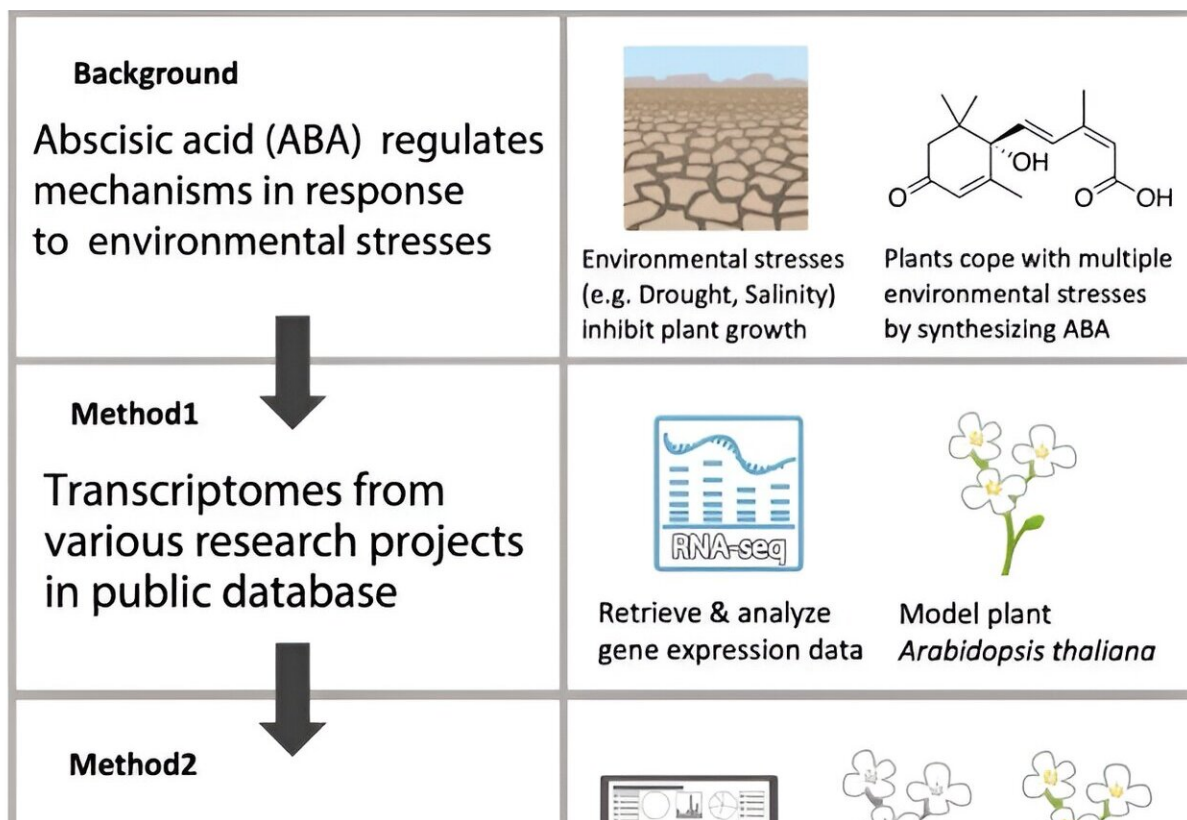 Background
Abscisic acid (ABA) regulates
mechanisms in response
to environmental stresses
O
OH
O
OH
Environmental stresses
(e.g. Drought, Salinity)
inhibit plant growth
Plants cope with multiple
environmental stresses
by synthesizing ABA
Method1
Transcriptomes from
various research projects
in public database
RNA-seq
Retrieve & analyze
gene expression data
Model plant
Arabidopsis thaliana
Method2